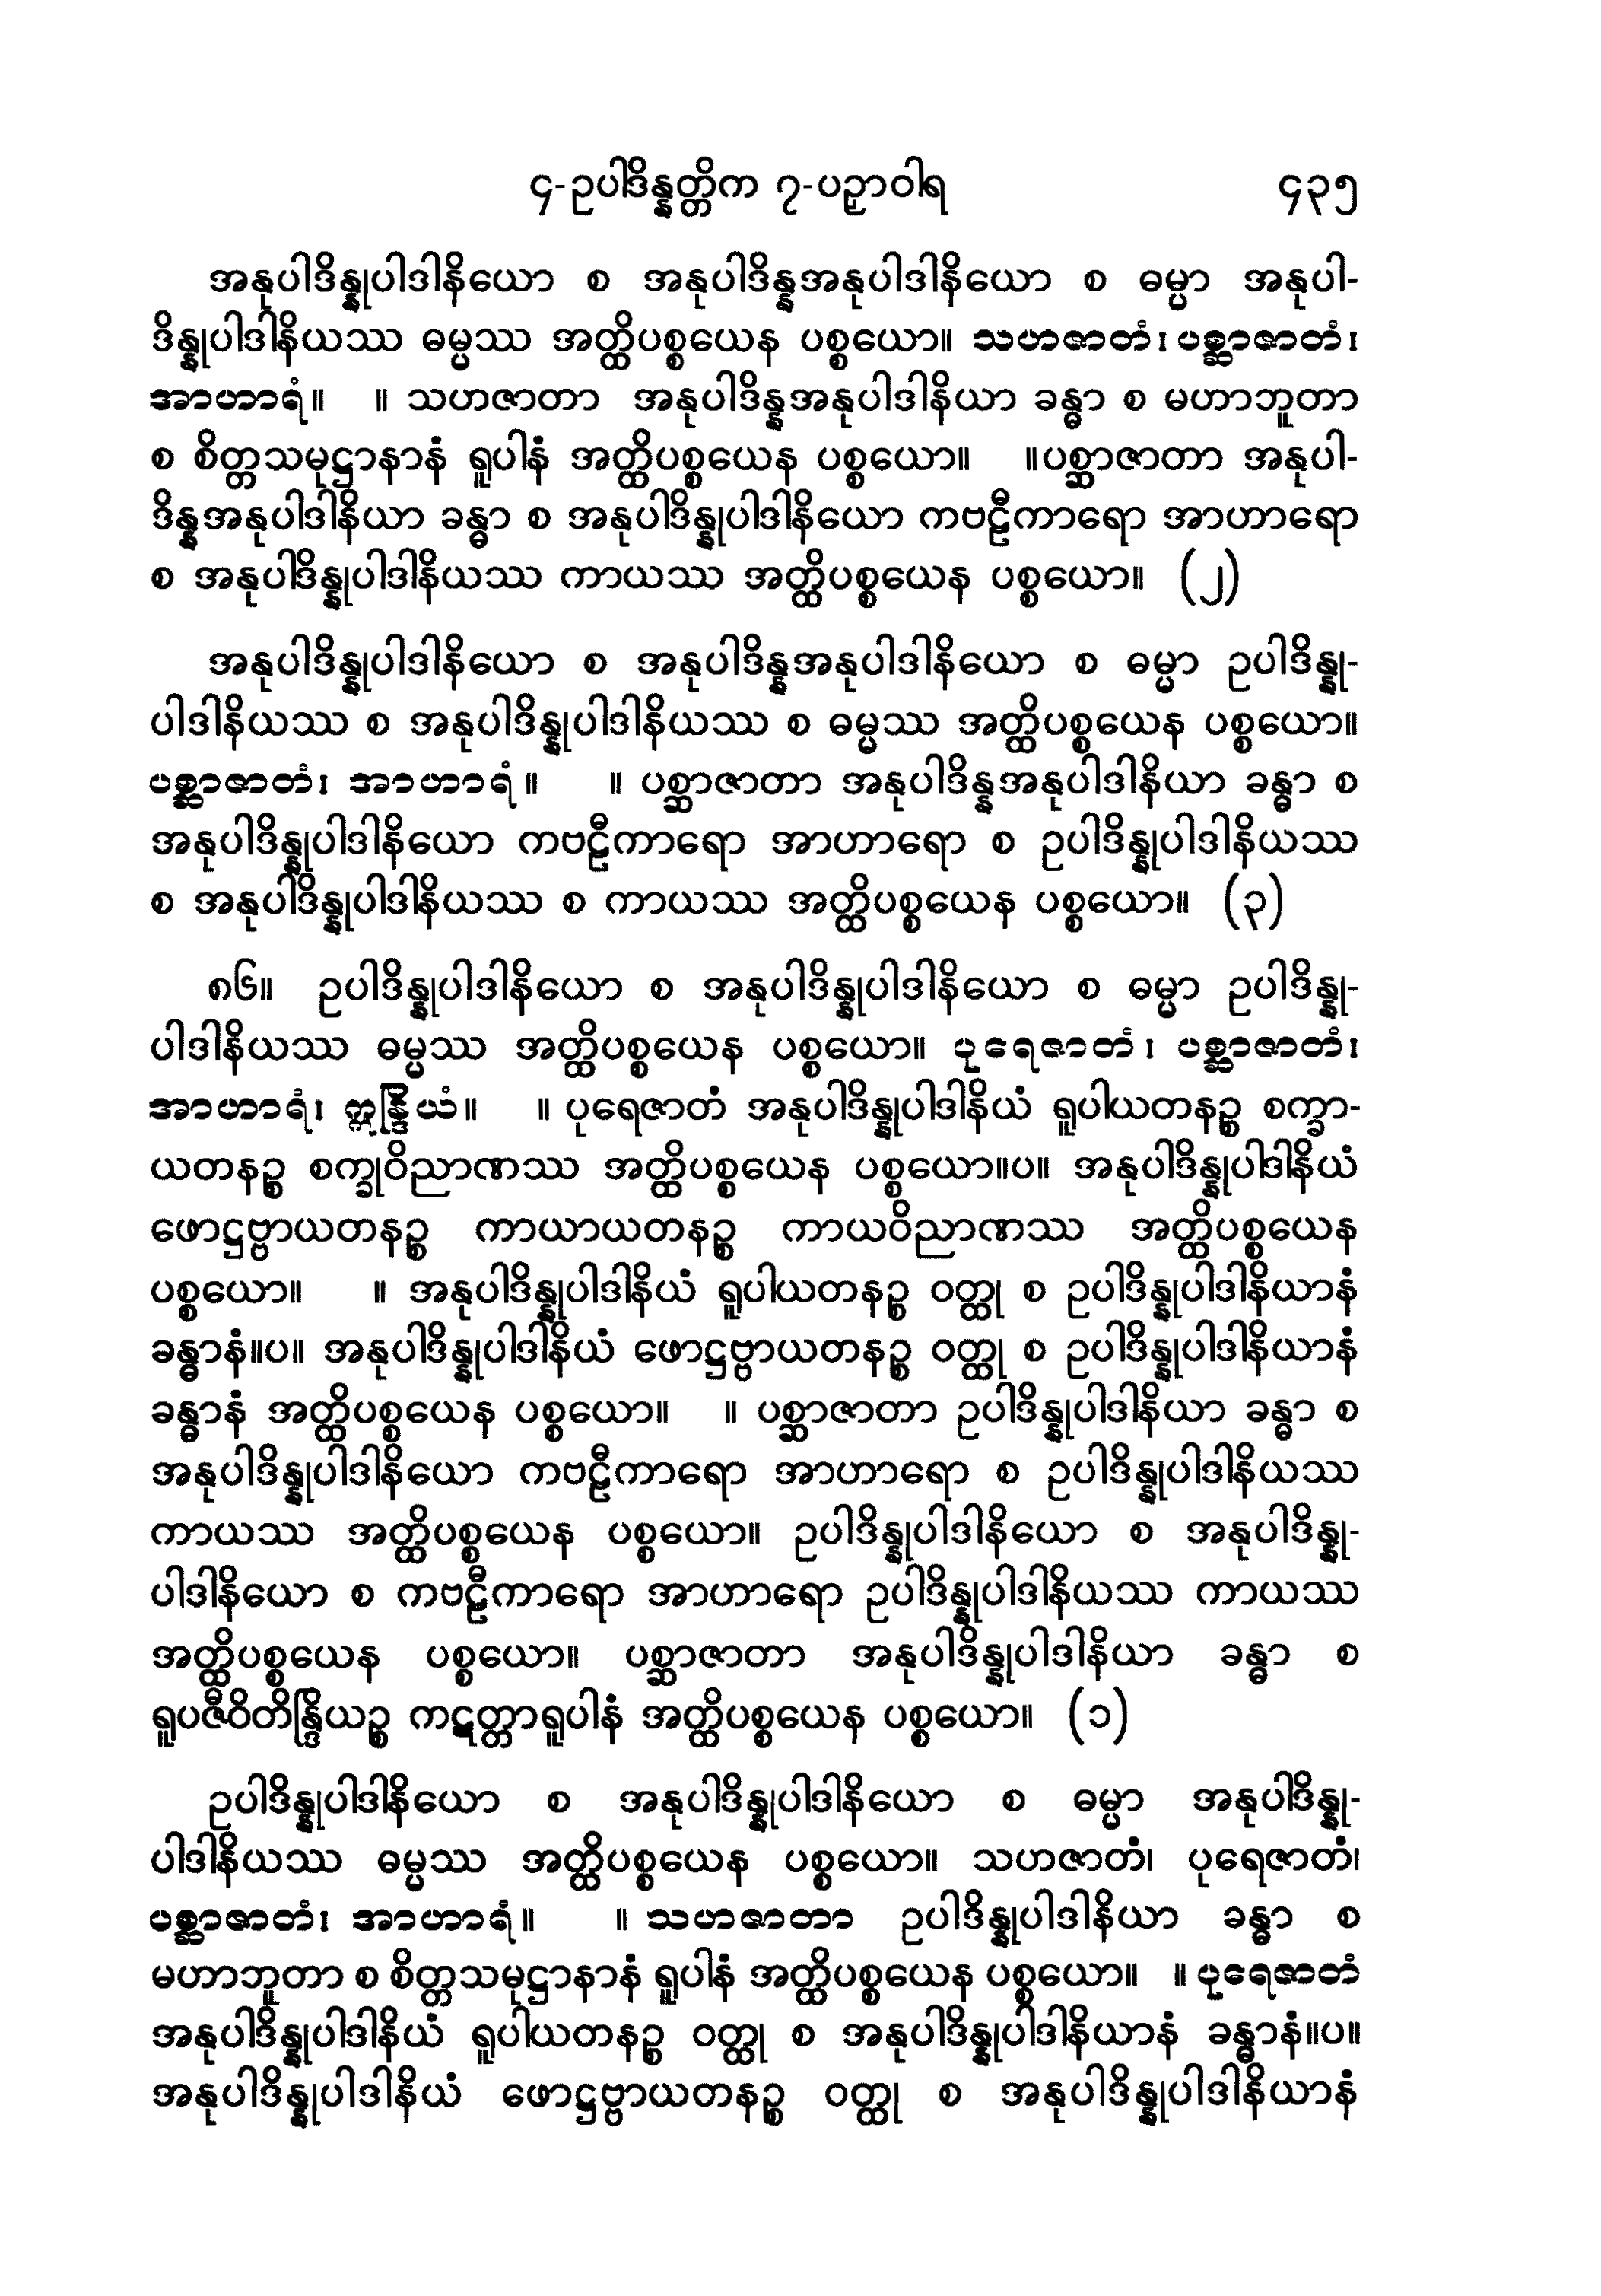 ၄-ဥပါဒိန္နတ္တိက ၇-ပဉှာဝါရ ၄၃၅
အနုပါဒိန္နုပါဒါနိယော စ အနုပါဒိန္နအနုပါဒါနိယော စ ဓမ္မာ အနုပါ-
ဒိန္နုပါဒါနိယဿ ဓမ္မဿ အတ္ထိပစ္စယေန ပစ္စယော။ သဟဇာတံ၊ ပစ္ဆာဇာတံ၊
အာဟာရံ။ ။ သဟဇာတာ အနုပါဒိန္နအနုပါဒါနိယာ ခန္ဓာ စ မဟာဘူတာ
စ စိတ္တသမုဋ္ဌာနာနံ ရူပါနံ အတ္ထိပစ္စယေန ပစ္စယော။ ။ပစ္ဆာဇာတာ အနုပါ-
ဒိန္နအနုပါဒါနိယာ ခန္ဓာ စ အနုပါဒိန္နုပါဒါနိယော ကဗဠီကာရော အာဟာရော
စ အနုပါဒိန္နုပါဒါနိယဿ ကာယဿ အတ္ထိပစ္စယေန ပစ္စယော။ (၂)
အနုပါဒိန္နုပါဒါနိယော စ အနုပါဒိန္နအနုပါဒါနိယော စ ဓမ္မာ ဥပါဒိန္နု-
ပါဒါနိယဿ စ အနုပါဒိန္နုပါဒါနိယဿ စ ဓမ္မဿ အတ္ထိပစ္စယေန ပစ္စယော။
ပစ္ဆာဇာတံ၊ အာဟာရံ။ ။ ပစ္ဆာဇာတာ အနုပါဒိန္နအနုပါဒါနိယာ ခန္ဓာ စ
အနုပါဒိန္နုပါဒါနိယော ကဗဠီကာရော အာဟာရော စ ဥပါဒိန္နုပါဒါနိယဿ
စ အနုပါဒိန္နုပါဒါနိယဿ စ ကာယဿ အတ္ထိပစ္စယေန ပစ္စယော။ (၃)
၈၆။ ဥပါဒိန္နုပါဒါနိယော စ အနုပါဒိန္နုပါဒါနိယော စ ဓမ္မာ ဥပါဒိန္နု-
ပါဒါနိယဿ ဓမ္မဿ အတ္ထိပစ္စယေန ပစ္စယော။ ပုရေဇာတံ၊ ပစ္ဆာဇာတံ၊
အာဟာရံ၊ ဣန္ဒြိယံ။ ။ ပုရေဇာတံ အနုပါဒိန္နုပါဒါနိယံ ရူပါယတနဉ္စ စက္ခာ-
ယတနဉ္စ စက္ခုဝိညာဏဿ အတ္ထိပစ္စယေန ပစ္စယော။ပ။ အနုပါဒိန္နုပါဒါနိယံ
ဖောဋ္ဌဗ္ဗာယတနဉ္စ ကာယာယတနဉ္စ ကာယဝိညာဏဿ အတ္ထိပစ္စယေန
ပစ္စယော။ ။ အနုပါဒိန္နုပါဒါနိယံ ရူပါယတနဉ္စ ဝတ္ထု စ ဥပါဒိန္နုပါဒါနိယာနံ
ခန္ဓာနံ။ပ။ အနုပါဒိန္နုပါဒါနိယံ ဖောဋ္ဌဗ္ဗာယတနဉ္စ ဝတ္ထု စ ဥပါဒိန္နုပါဒါနိယာနံ
ခန္ဓာနံ အတ္ထိပစ္စယေန ပစ္စယော။ ။ ပစ္ဆာဇာတာ ဥပါဒိန္နုပါဒါနိယာ ခန္ဓာ စ
အနုပါဒိန္နုပါဒါနိယော ကဗဠီကာရော အာဟာရော စ ဥပါဒိန္နုပါဒါနိယဿ
ကာယဿ အတ္ထိပစ္စယေန ပစ္စယော။ ဥပါဒိန္နုပါဒါနိယော စ အနုပါဒိန္နု-
ပါဒါနိယော စ ကဗဠီကာရော အာဟာရော ဥပါဒိန္နုပါဒါနိယဿ ကာယဿ
အတ္ထိပစ္စယေန ပစ္စယော။ ပစ္ဆာဇာတာ အနုပါဒိန္နုပါဒါနိယာ ခန္ဓာ စ
ရူပဇီဝိတိန္ဒြိယဉ္စ ကဋတ္တာရူပါနံ အတ္ထိပစ္စယေန ပစ္စယော။ (၁)
ဥပါဒိန္နုပါဒါနိယော စ အနုပါဒိန္နုပါဒါနိယော စ ဓမ္မာ အနုပါဒိန္နု-
ပါဒါနိယဿ ဓမ္မဿ အတ္ထိပစ္စယေန ပစ္စယော။ သဟဇာတံ၊ ပုရေဇာတံ၊
ပစ္ဆာဇာတံ၊ အာဟာရံ။ ။ သဟဇာတာ ဥပါဒိန္နုပါဒါနိယာ ခန္ဓာ စ
မဟာဘူတာ စ စိတ္တသမုဋ္ဌာနာနံ ရူပါနံ အတ္ထိပစ္စယေန ပစ္စယော။ ။ ပုရေဇာတံ
အနုပါဒိန္နုပါဒါနိယံ ရူပါယတနဉ္စ ဝတ္ထု စ အနုပါဒိန္နုပါဒါနိယာနံ ခန္ဓာနံ။ပ။
အနုပါဒိန္နုပါဒါနိယံ ဖောဋ္ဌဗ္ဗာယတနဉ္စ ဝတ္ထု စ အနုပါဒိန္နုပါဒါနိယာနံ